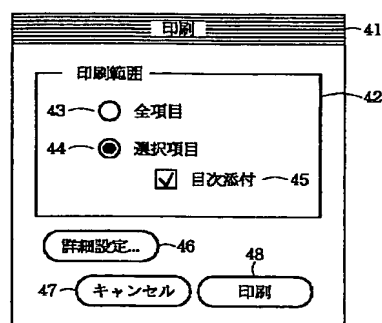 印刷 41
印刷範囲 42
43 全項目
44 選択項目
目次添付 45
詳細設定... 46
47 キャンセル 印刷 48